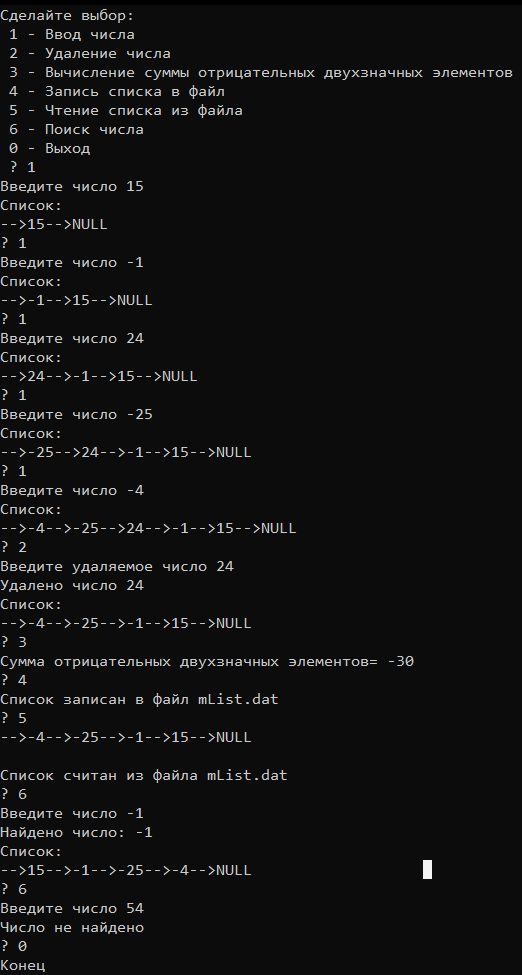 Сделайте выбор:
1 - Ввод числа
2 - Удаление числа
3 - Вычисление суммы отрицательных двухзначных элементов
4 - Запись списка в файл
5 - Чтение списка из файла
6 - Поиск числа
0 - Выход
? 1
Введите число 15
Список:
-->15-->NULL
? 1
Введите число -1
Список:
-->-1-->15-->NULL
? 1
Введите число 24
Список:
-->24-->-1-->15-->NULL
? 1
Введите число -25
Список:
-->-25-->24-->-1-->15-->NULL
? 1
Введите число -4
Список:
-->-4-->-25-->24-->-1-->15-->NULL
? 2
Введите удаляемое число 24
Удалено число 24
Список:
-->-4-->-25-->-1-->15-->NULL
? 3
Сумма отрицательных двухзначных элементов= -30
? 4
Список записан в файл mList.dat
? 5
-->-4-->-25-->-1-->15-->NULL
Список считан из файла mList.dat
? 6
Введите число -1
Найдено число: -1
Список:
-->15-->-1-->-25-->-4-->NULL
? 6
Введите число 54
Число не найдено
? 0
Конец